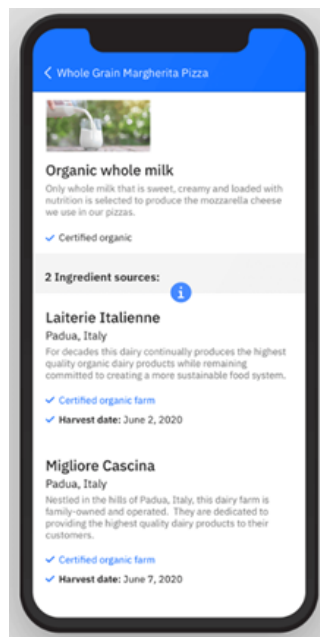 Whole Grain Margherita Pizza
Organic whole milk
Only whole milk that is sweet, creamy and loaded with
nutrition is selected to produce the mozzarella cheese
we use in our pizzas.
Certified organic
2 Ingredient sources:
i
Laiterie Italienne
Padua, Italy
For decades this dairy continually produces the highest
quality organic dairy products while remaining
committed to creating a more sustainable food system.
Certified organic farm
Harvest date: June 2, 2020
Migliore Cascina
Padua, Italy
Nestled in the hills of Padua, Italy, this dairy farm is
family-owned and operated. They are dedicated to
providing the highest quality dairy products to their
customers.
Certified organic farm
Harvest date: June 7, 2020